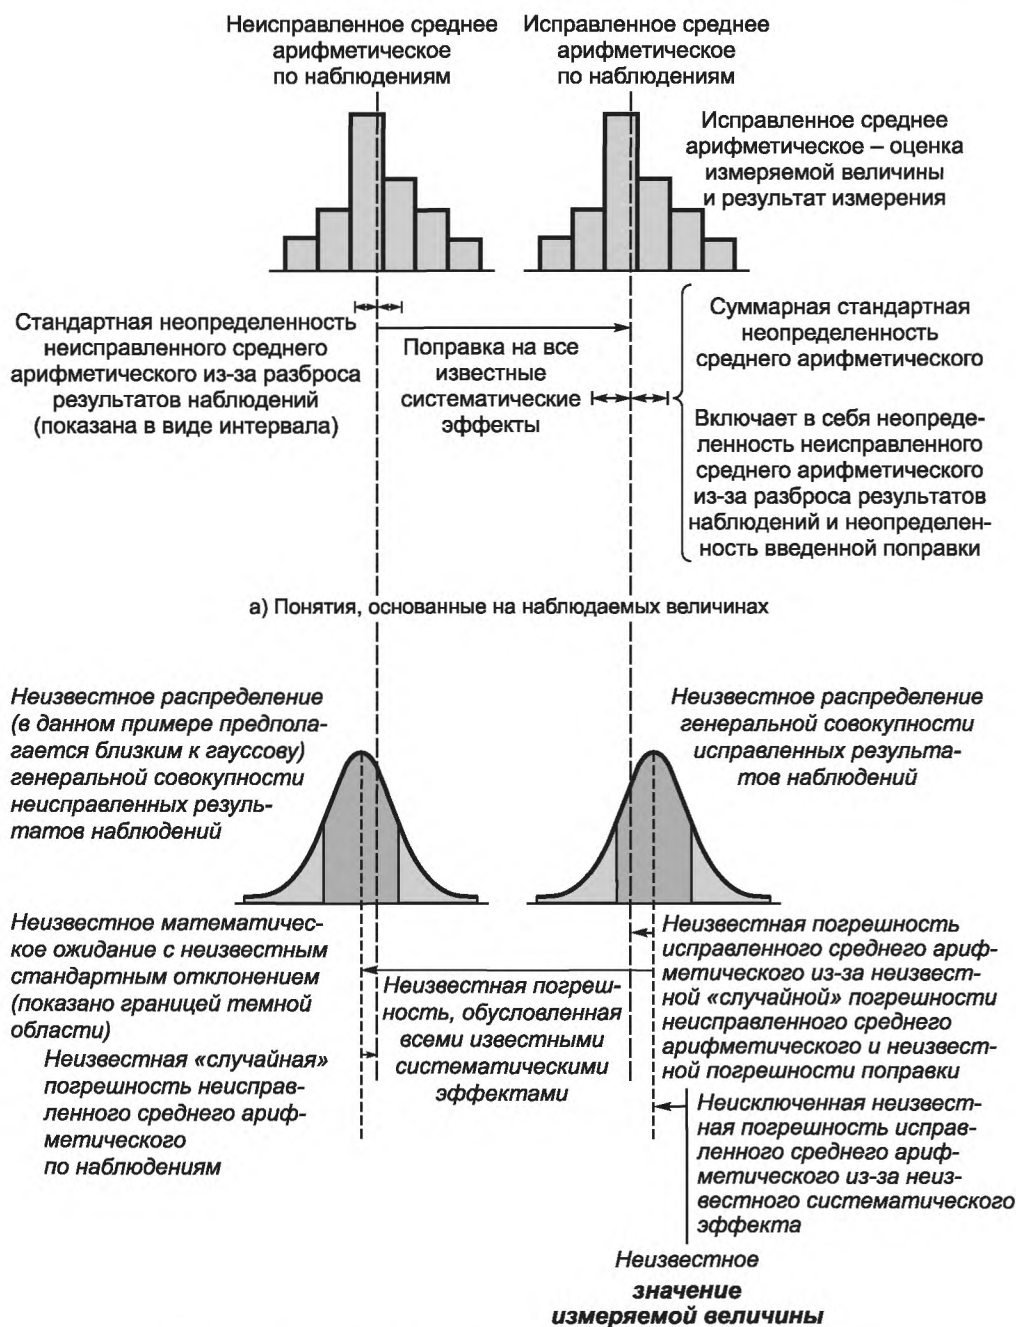 Неисправленное среднее
арифметическое
по наблюдениям
Исправленное среднее
арифметическое
по наблюдениям
Исправленное среднее
арифметическое – оценка
измеряемой величины
и результат измерения
Стандартная неопределенность
неисправленного среднего
арифметического из-за разброса
результатов наблюдений
(показана в виде интервала)
Поправка на все
известные
систематические
эффекты
Суммарная стандартная
неопределенность
среднего арифметического
Включает в себя неопреде-
ленность неисправленного
среднего арифметического
из-за разброса результатов
наблюдений и неопределен-
ность введенной поправки
а) Понятия, основанные на наблюдаемых величинах
Неизвестное распределение
(в данном примере предпола-
гается близким к гауссову)
генеральной совокупности
неисправленных резуль-
татов наблюдений
Неизвестное распределение
генеральной совокупности
исправленных результа-
тов наблюдений
Неизвестное математичес-
кое ожидание с неизвестным
стандартным отклонением
(показано границей темной
области)
Неизвестная «случайная»
погрешность неисправ-
ленного среднего ариф-
метического
по наблюдениям
Неизвестная погреш-
ность, обусловленная
всеми известными
систематическими
эффектами
Неизвестная погрешность
исправленного среднего ариф-
метического из-за неизвест-
ной «случайной» погрешности
неисправленного среднего
арифметического и неизвест-
ной погрешности поправки
Неисключенная неизвест-
ная погрешность исправ-
ленного среднего ариф-
метического из-за неиз-
вестного систематического
эффекта
Неизвестное
значение
измеряемой величины